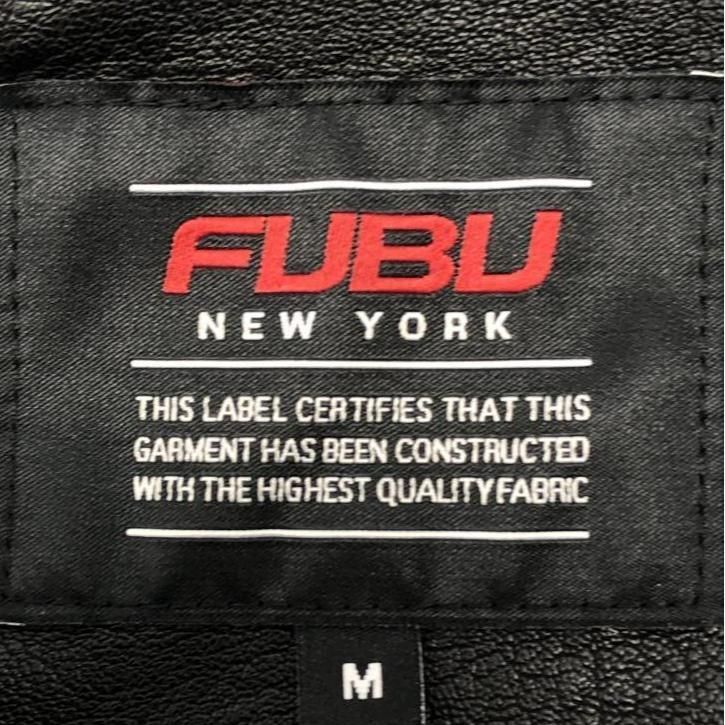 FUBU
NEW YORK
THIS LABEL CERTIFIES THAT THIS
GARMENT HAS BEEN CONSTRUCTED
WITH THE HIGHEST QUALITY FABRIC
M